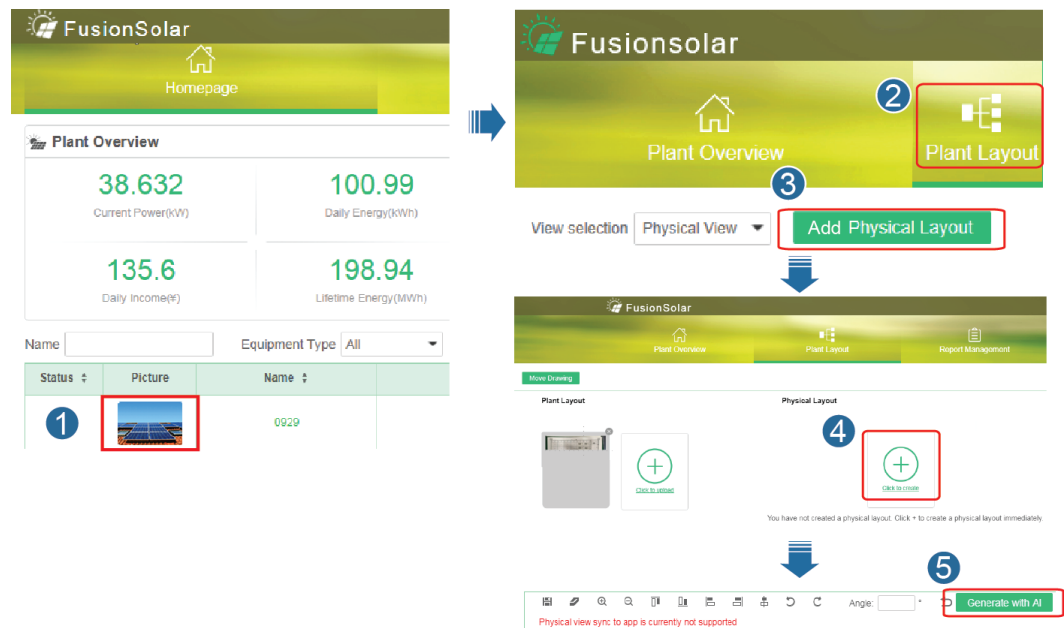 FusionSolar
Homepage
Plant Overview
38.632
Current Power(kW)
100.99
Daily Energy(kWh)
135.6
Daily Income(¥)
198.94
Lifetime Energy(MWh)
Name
Equipment Type All
Status Picture Name
1
0929
Fusionsolar
2
Plant Overview
Plant Layout
3
View selection Physical View Add Physical Layout
FusionSolar
Plant Overview Plant Layout Report Management
Move Drawing
Plant Layout Physical Layout
4
Click to upload
Click to create
You have not created a physical layout. Click + to create a physical layout immediately.
5
Angle: ° Generate with AI
Physical view sync to app is currently not supported